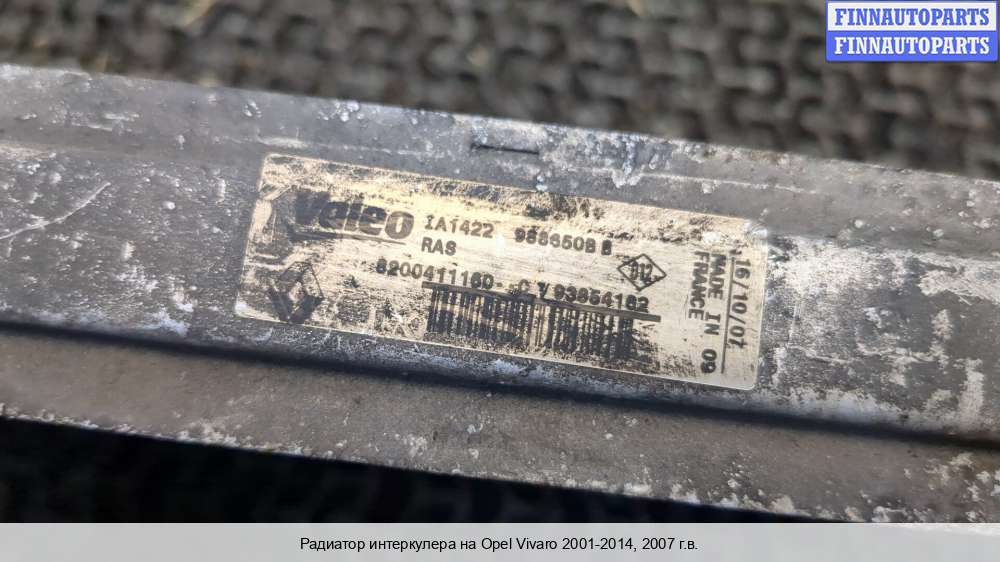 FINNAUTOPARTS
FINNAUTOPARTS
Valeo
IA1422
RAS
8200411160--C
93854162
16/10/07
MADE IN 09
FRANCE
Радиатор интеркулера на Opel Vivaro 2001-2014, 2007 г.в.